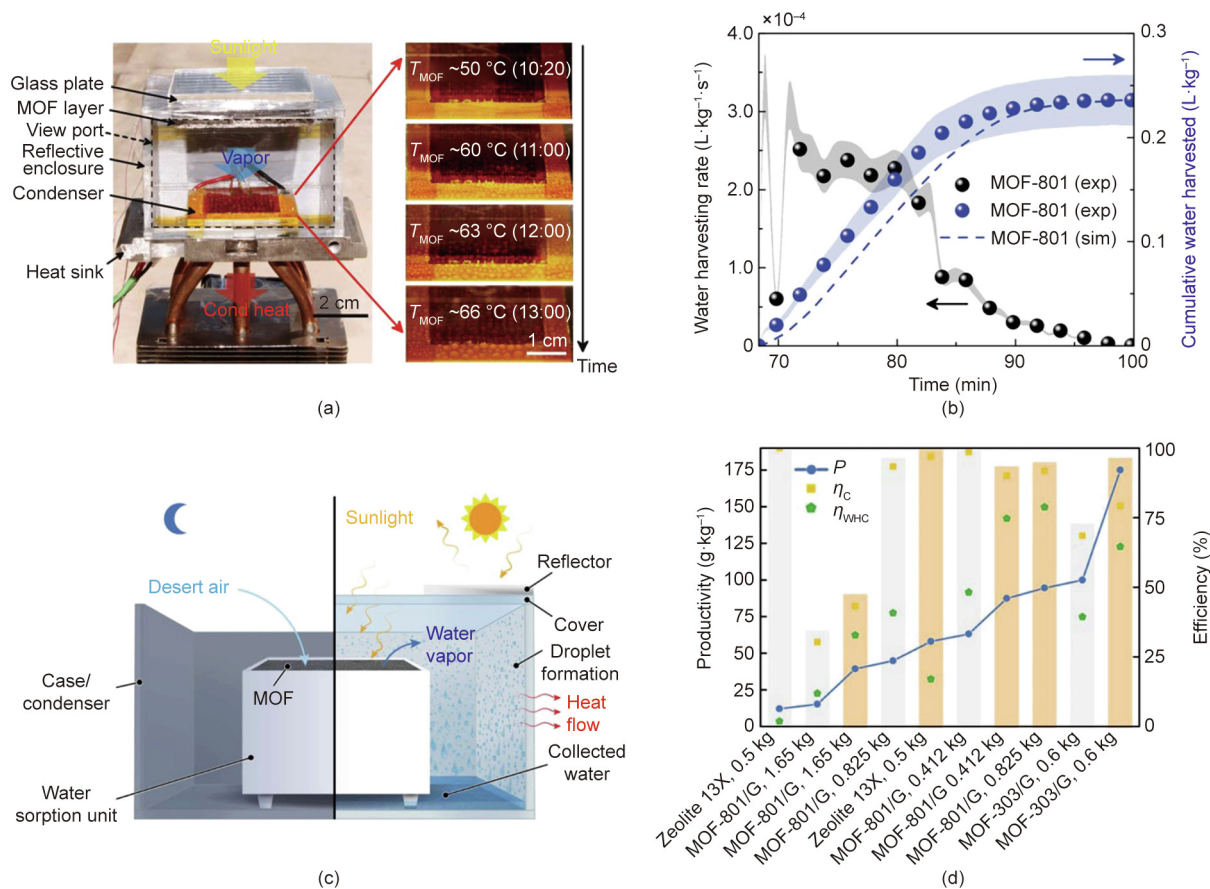 Sunlight
Glass plate
MOF layer
View port
Reflective
enclosure
Condenser
Vapor
Heat sink
Cond heat
2 cm
T_MOF ~50 °C (10:20)
T_MOF ~60 °C (11:00)
T_MOF ~63 °C (12:00)
T_MOF ~66 °C (13:00)
1 cm
Time
(a)
×10⁻⁴
4.0
3.0
2.0
1.0
0
Water harvesting rate (L·kg⁻¹·s⁻¹)
0.3
0.2
0.1
0
Cumulative water harvested (L·kg⁻¹)
MOF-801 (exp)
MOF-801 (exp)
MOF-801 (sim)
70 80 90 100
Time (min)
(b)
Sunlight
Desert air
Reflector
Cover
Water
vapor
Droplet
formation
MOF
Case/
condenser
Heat
flow
Collected
water
Water
sorption unit
(c)
175
150
125
100
75
50
25
0
Productivity (g·kg⁻¹)
P
η_C
η_WHC
100
75
50
25
0
Efficiency (%)
Zeolite 13X, 0.5 kg
MOF-801/G, 1.65 kg
MOF-801/G, 1.65 kg
MOF-801/G, 0.825 kg
Zeolite 13X, 0.5 kg
MOF-801/G, 0.412 kg
MOF-801/G 0.412 kg
MOF-801/G, 0.825 kg
MOF-303/G, 0.6 kg
MOF-303/G, 0.6 kg
(d)